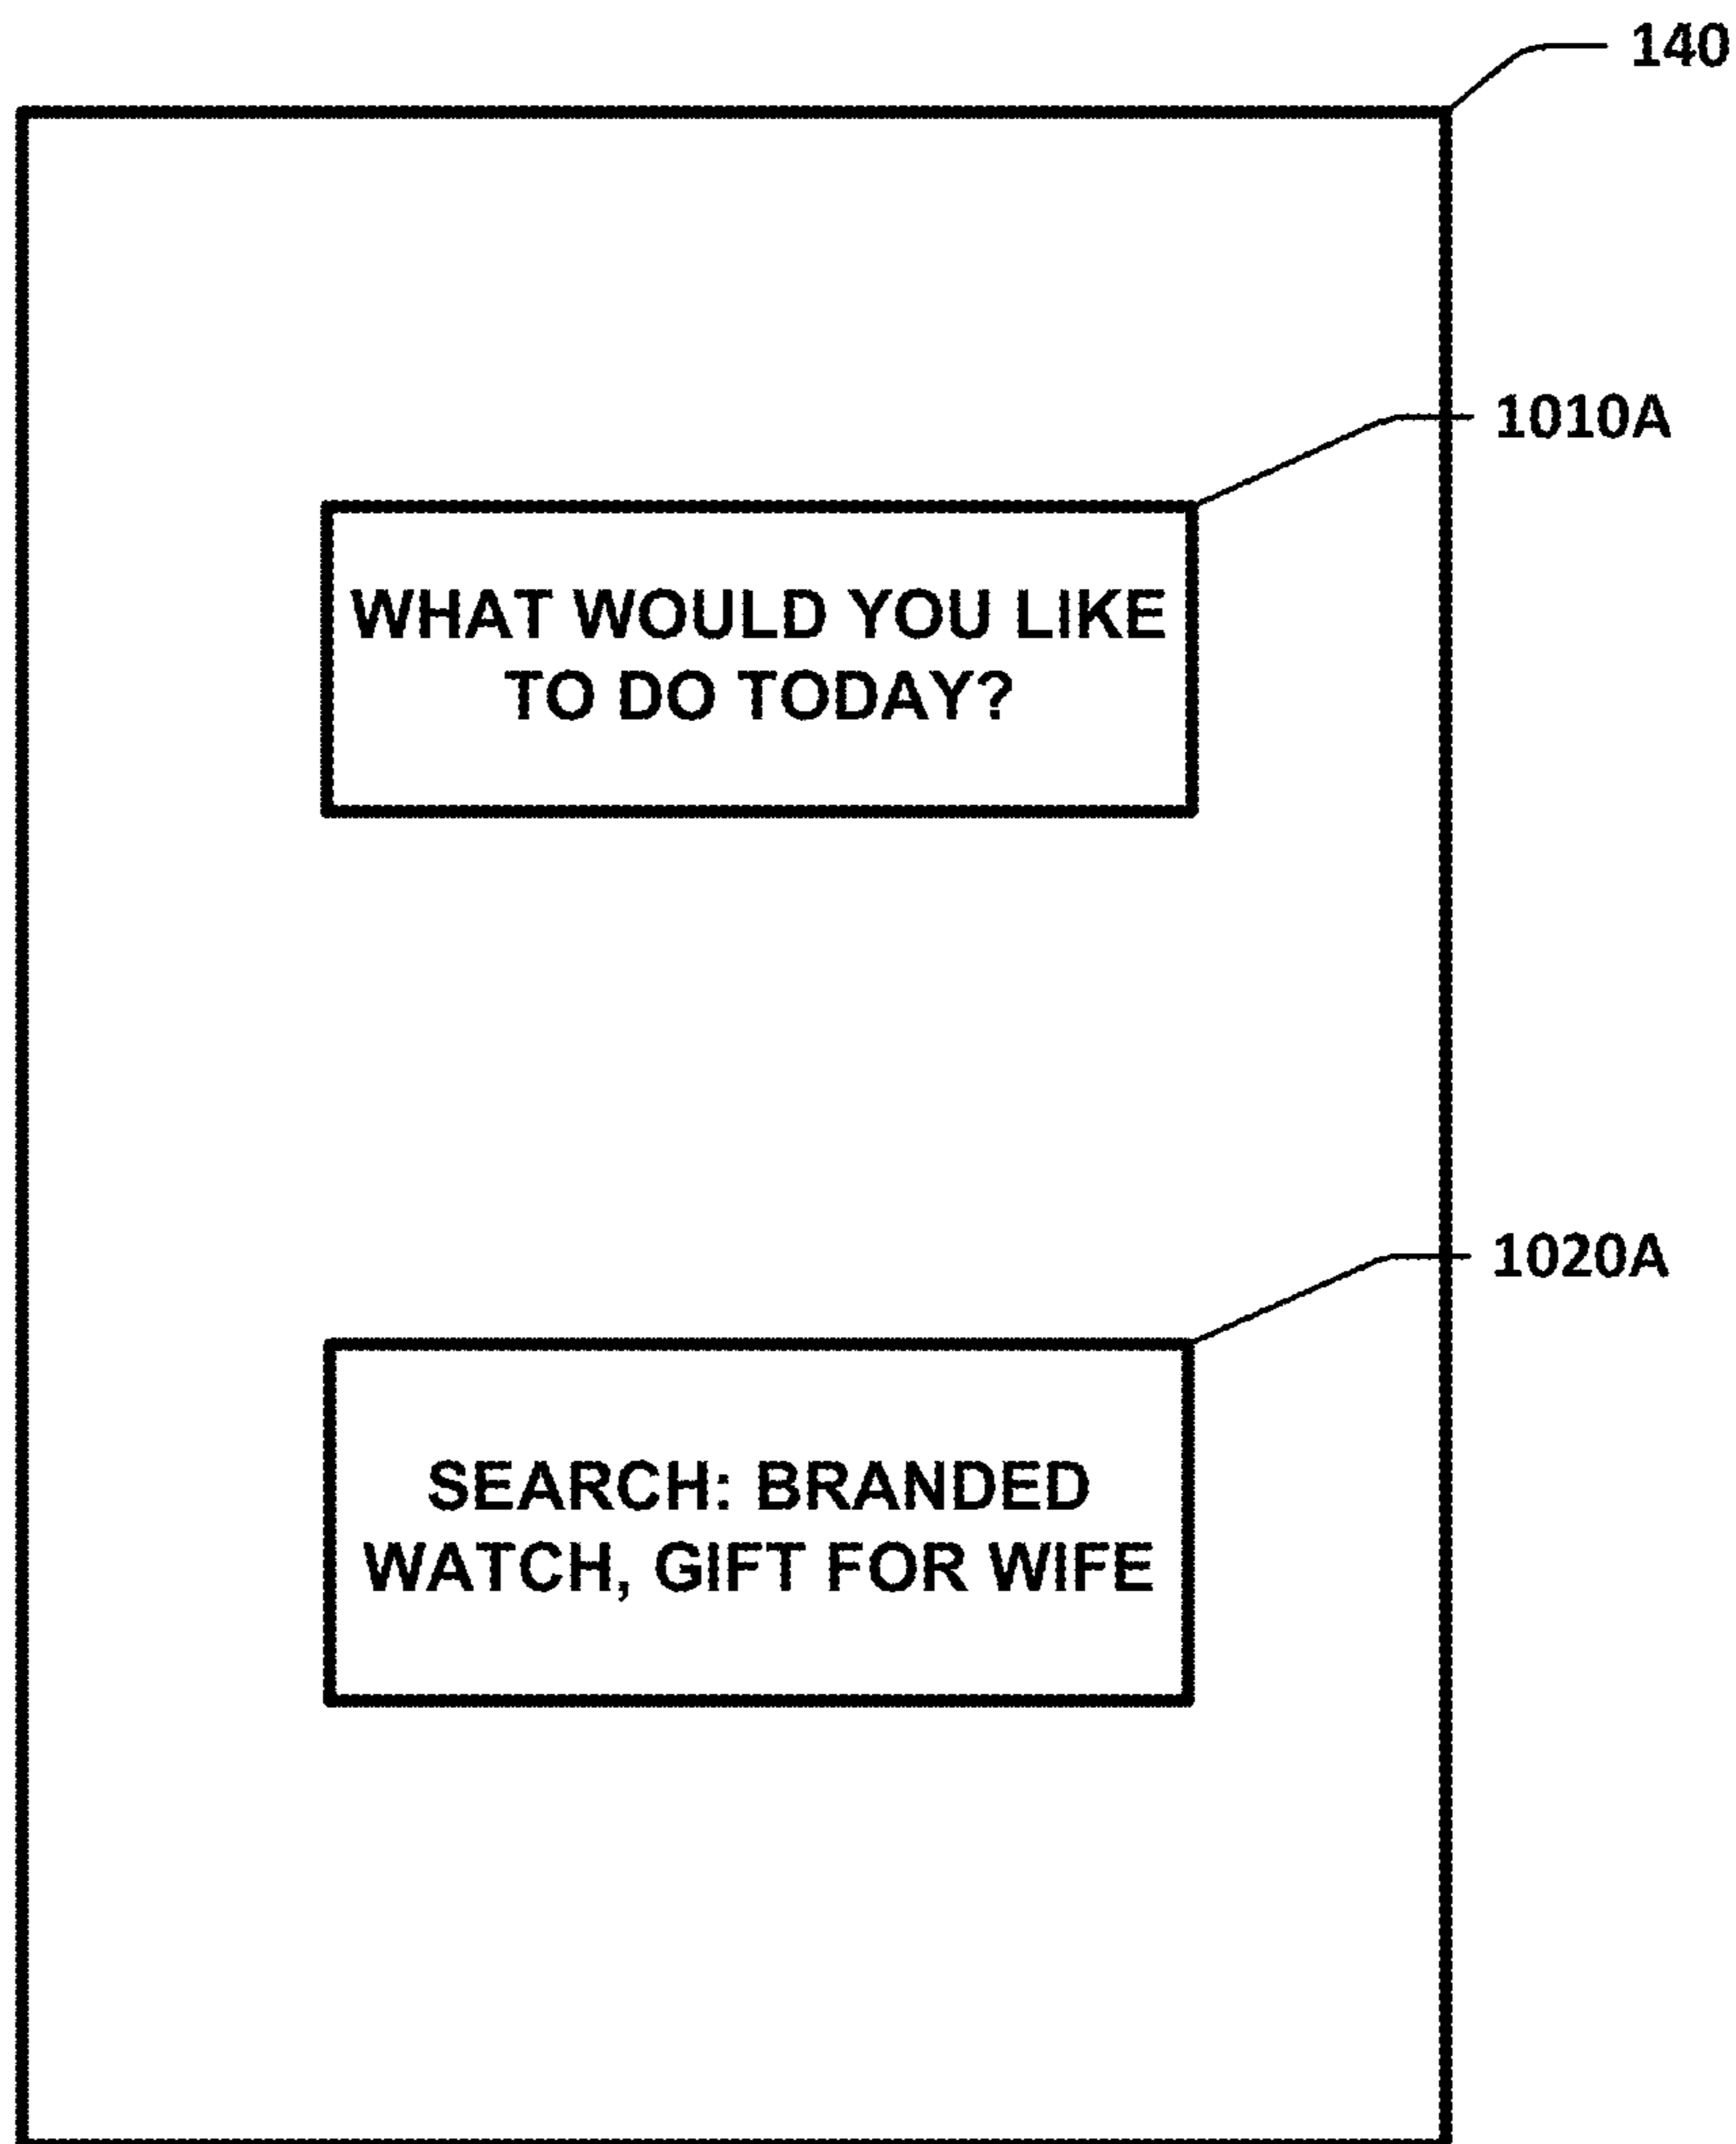 140
1010A
WHAT WOULD YOU LIKE
TO DO TODAY?
1020A
SEARCH: BRANDED
WATCH, GIFT FOR WIFE